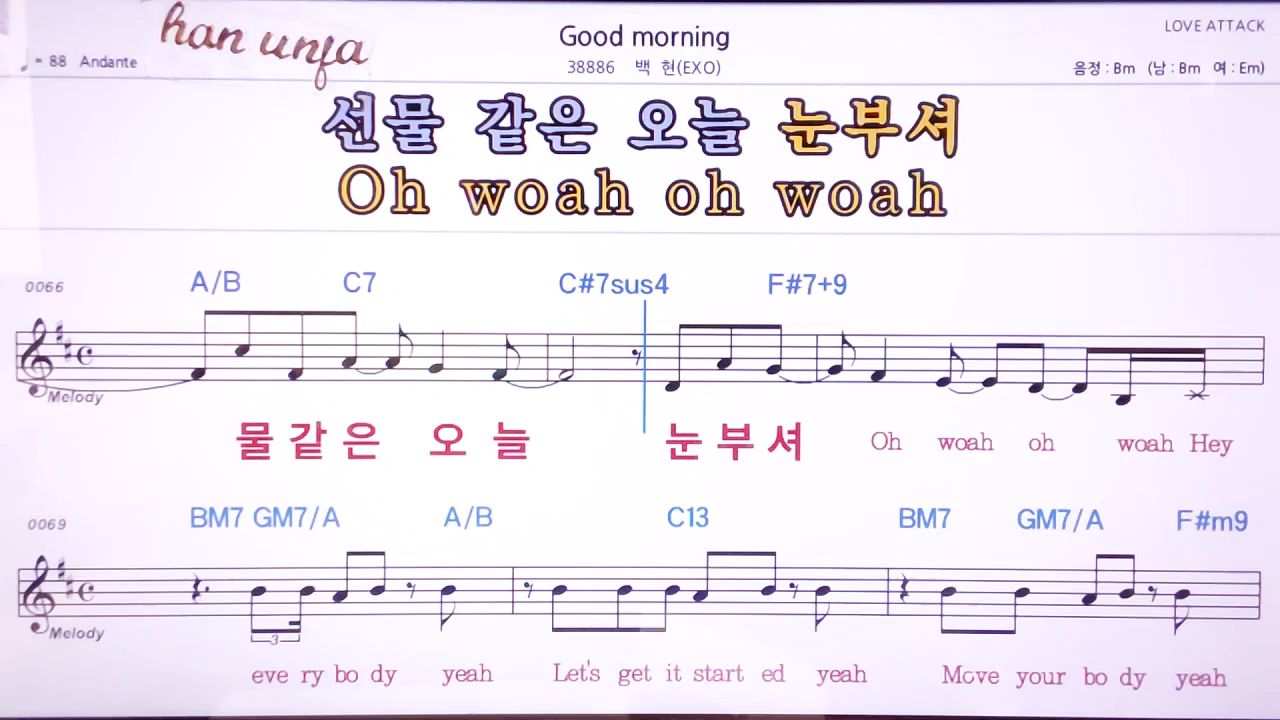 han unfa
Good morning
LOVE ATTACK
♩ = 88 Andante
38886 백 현(EXO)
음정 : Bm (남 : Bm 여 : Em)
선물 같은 오늘 눈부셔
Oh woah oh woah
0066 A/B C7 C#7sus4 F#7+9
Melody
물 같 은 오 늘 눈 부 셔 Oh woah oh woah Hey
0069 BM7 GM7/A A/B C13 BM7 GM7/A F#m9
3
Melody
eve ry bo dy yeah Let's get it start ed yeah Move your bo dy yeah